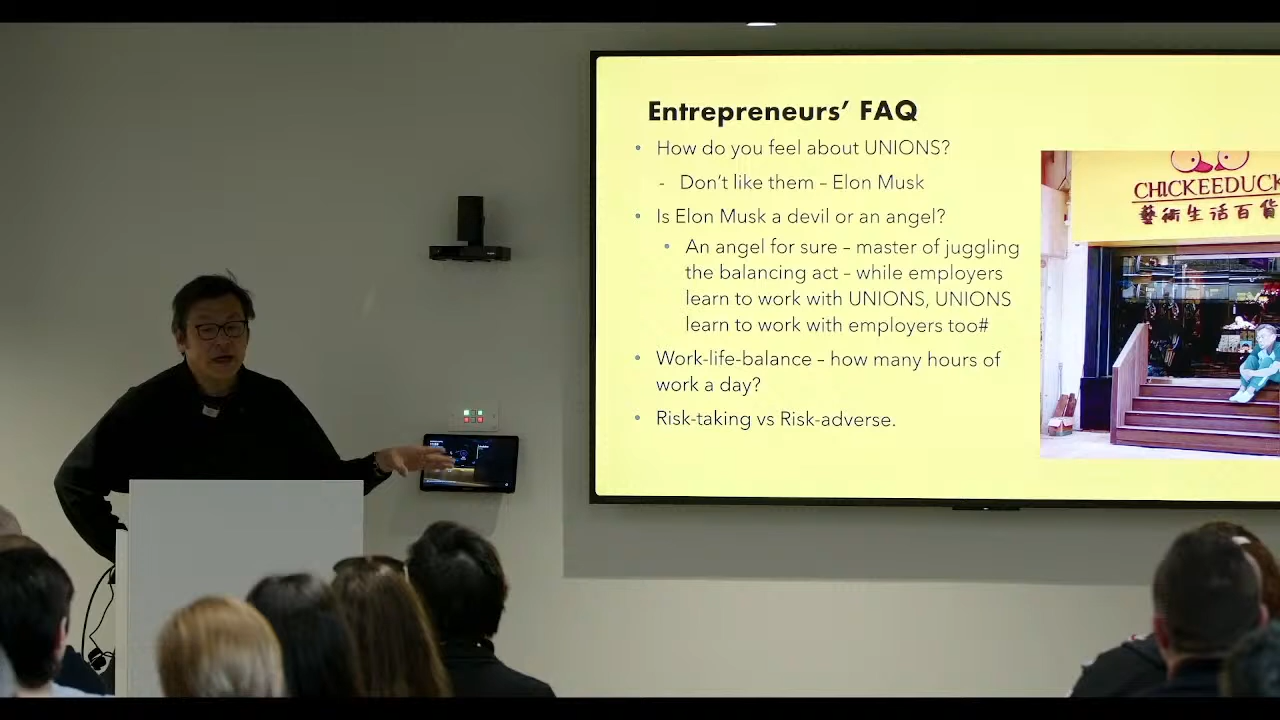 Entrepreneurs’ FAQ
• How do you feel about UNIONS?
- Don’t like them – Elon Musk
• Is Elon Musk a devil or an angel?
• An angel for sure – master of juggling
the balancing act – while employers
learn to work with UNIONS, UNIONS
learn to work with employers too#
• Work-life-balance – how many hours of
work a day?
• Risk-taking vs Risk-adverse.
CHICKEEDUCK
藝術生活百貨